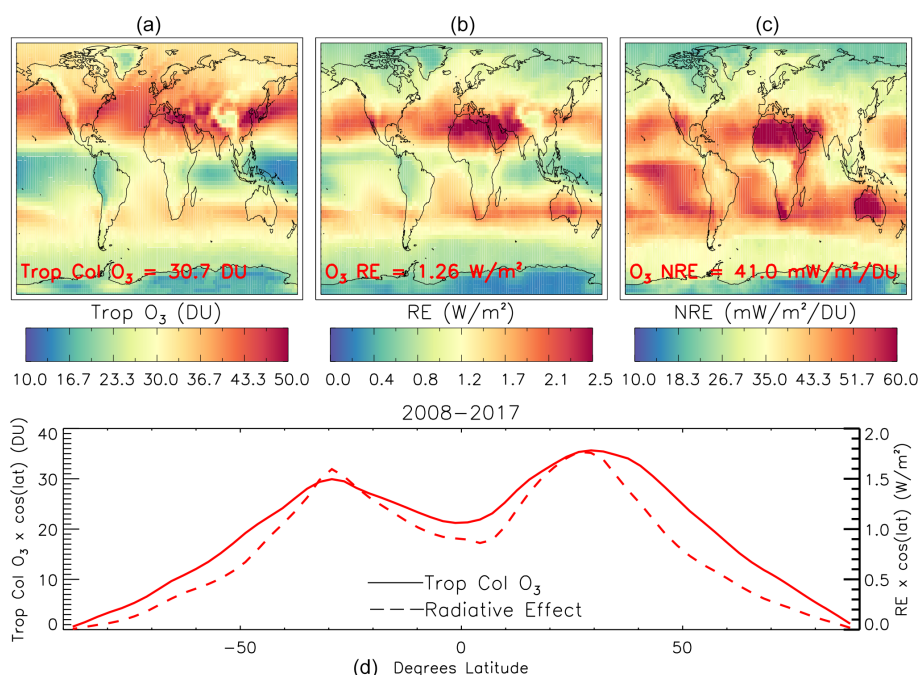 (a) (b) (c)
Trop Col O₃ = 30.7 DU
O₃ RE = 1.26 W/m²
O₃ NRE = 41.0 mW/m²/DU
Trop O₃ (DU) RE (W/m²) NRE (mW/m²/DU)
10.0 16.7 23.3 30.0 36.7 43.3 50.0
0.0 0.4 0.8 1.2 1.7 2.1 2.5
10.0 18.3 26.7 35.0 43.3 51.7 60.0
2008-2017
Trop Col O₃ x cos(lat) (DU)
40
30
20
10
0
2.0
1.5
1.0
0.5
0.0
RE x cos(lat) (W/m²)
Trop Col O₃
Radiative Effect
-50 0 50
(d) Degrees Latitude